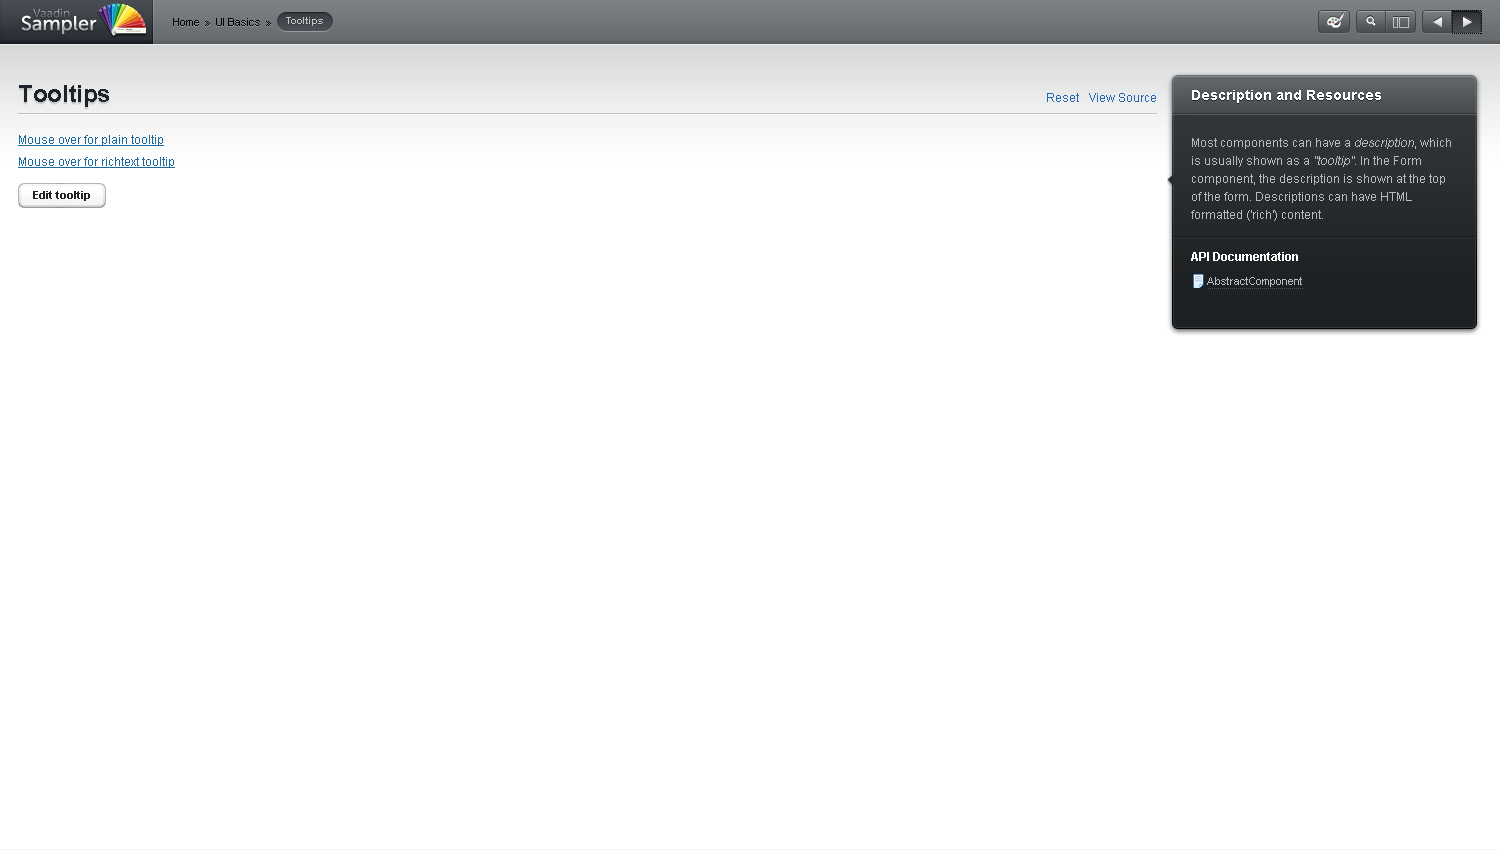 Vaadin
Sampler
Home » UI Basics » Tooltips
Tooltips
Reset View Source
Mouse over for plain tooltip
Mouse over for richtext tooltip
Edit tooltip
Description and Resources
Most components can have a description, which
is usually shown as a "tooltip". In the Form
component, the description is shown at the top
of the form. Descriptions can have HTML
formatted ('rich') content.
API Documentation
AbstractComponent